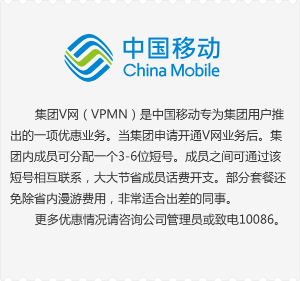 中国移动
China Mobile
集团V网（VPMN）是中国移动专为集团用户推
出的一项优惠业务。当集团申请开通V网业务后。集
团内成员可分配一个3-6位短号。成员之间可通过该
短号相互联系，大大节省成员话费开支。部分套餐还
免除省内漫游费用，非常适合出差的同事。
更多优惠情况请咨询公司管理员或致电10086。